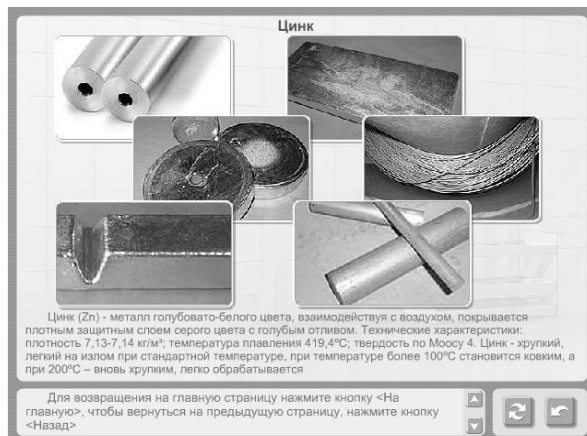 Цинк
Цинк (Zn) - металл голубовато-белого цвета, взаимодействуя с воздухом, покрывается
плотным защитным слоем серого цвета с голубым отливом. Технические характеристики:
плотность 7,13-7,14 кг/м³; температура плавления 419,4ºС; твердость по Моосу 4. Цинк - хрупкий,
легкий на излом при стандартной температуре, при температуре более 100ºС становится ковким, а
при 200ºС – вновь хрупким, легко обрабатывается
Для возвращения на главную страницу нажмите кнопку <На
главную>, чтобы вернуться на предыдущую страницу, нажмите кнопку
<Назад>